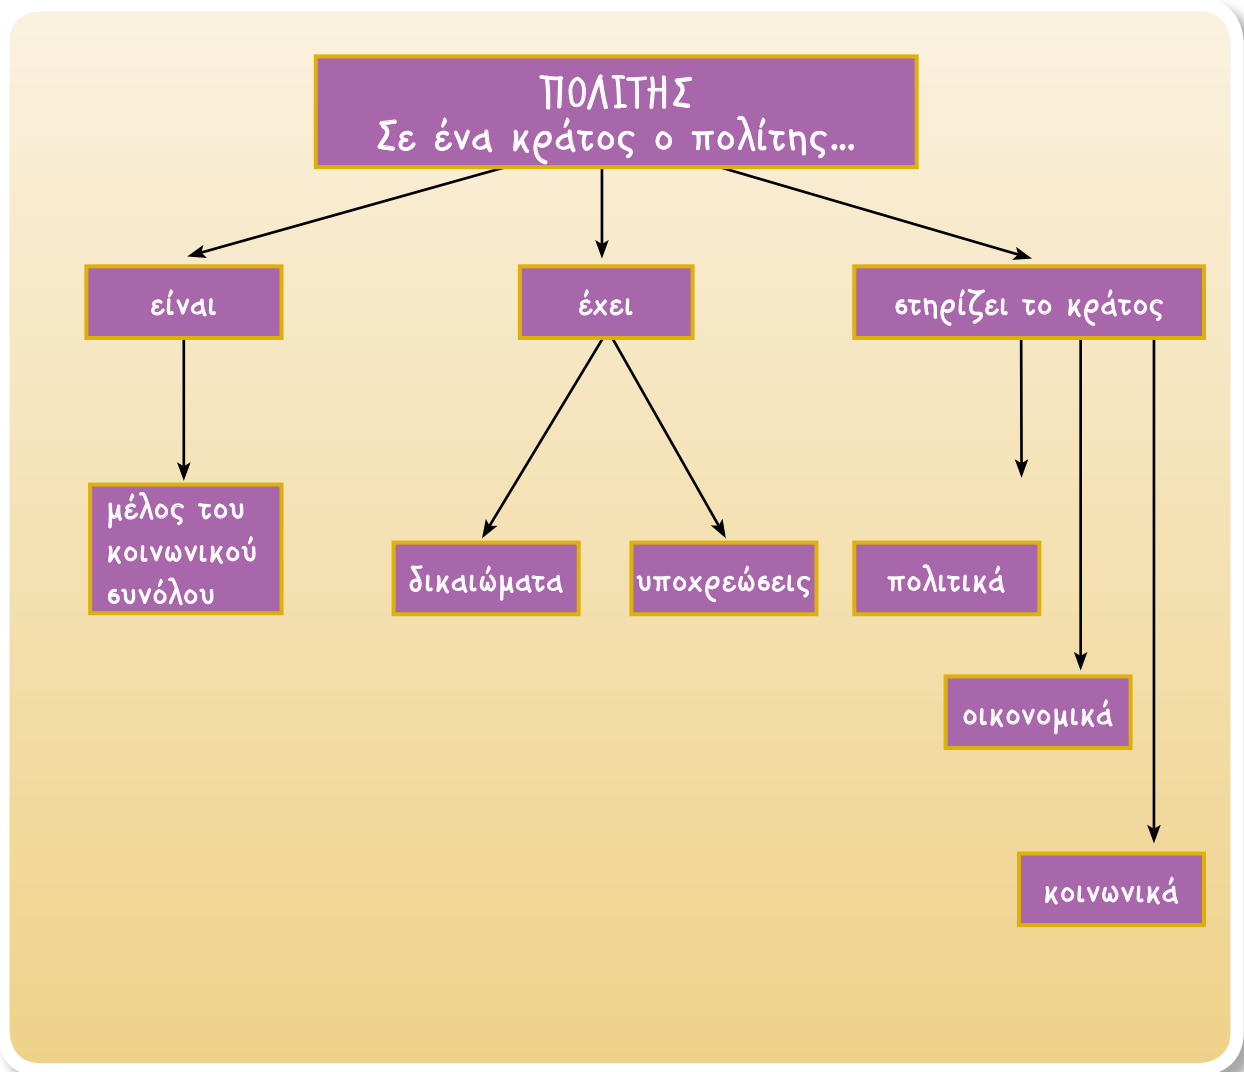 ΠΟΛΙΤΗΣ
Σε ένα κράτος ο πολίτης...
είναι
έχει
στηρίζει το κράτος
μέλος του
κοινωνικού
συνόλου
δικαιώματα
υποχρεώσεις
πολιτικά
οικονομικά
κοινωνικά